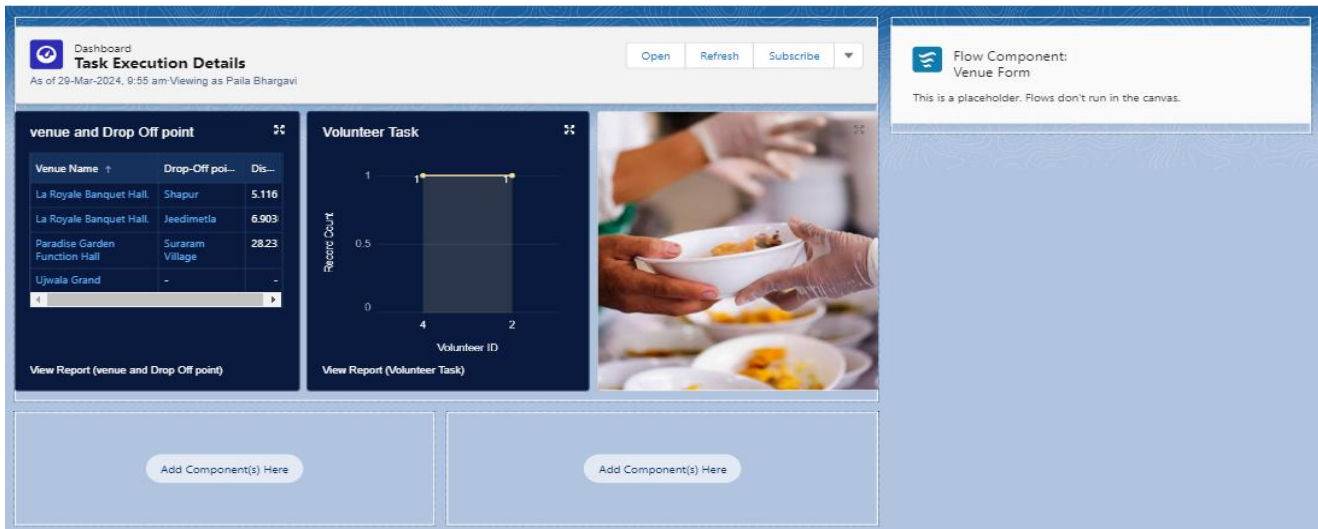 Dashboard
Task Execution Details
As of 29-Mar-2024, 9:55 am·Viewing as Paila Bhargavi
Open Refresh Subscribe
Flow Component:
Venue Form
This is a placeholder. Flows don't run in the canvas.
venue and Drop Off point
Venue Name ↑ Drop-Off poi... Dis...
La Royale Banquet Hall. Shapur 5.116
La Royale Banquet Hall. Jeedimetla 6.903
Paradise Garden Function Hall Suraram Village 28.23
Ujwala Grand - -
View Report (venue and Drop Off point)
Volunteer Task
Record Count
1
1 1
0.5
0
4 2
Volunteer ID
View Report (Volunteer Task)
Add Component(s) Here
Add Component(s) Here